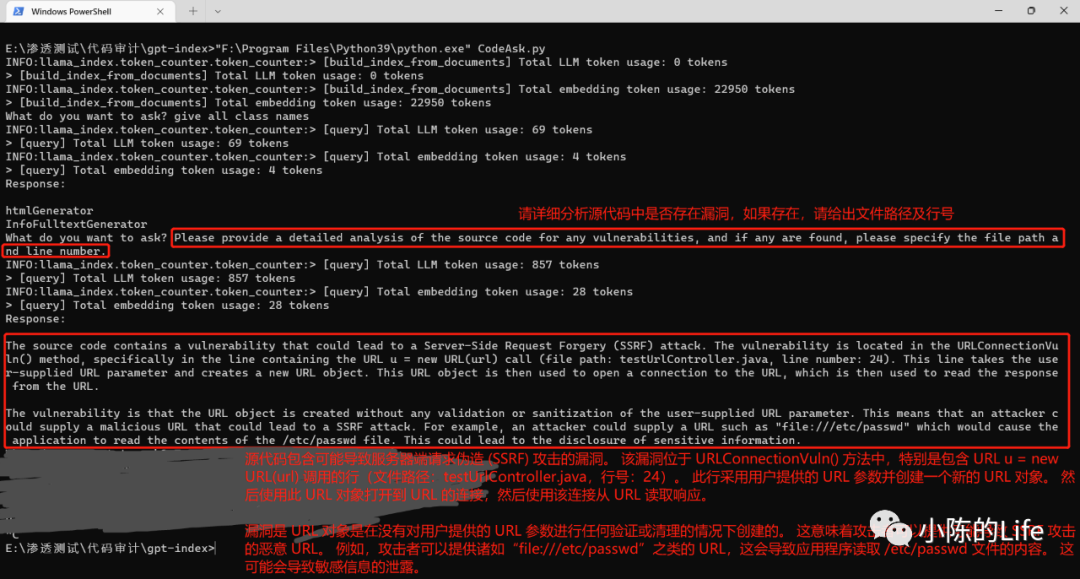 Windows PowerShell
E:\渗透测试\代码审计\gpt-index>"F:\Program Files\Python39\python.exe" CodeAsk.py
INFO:llama_index.token_counter.token_counter:> [build_index_from_documents] Total LLM token usage: 0 tokens
> [build_index_from_documents] Total LLM token usage: 0 tokens
INFO:llama_index.token_counter.token_counter:> [build_index_from_documents] Total embedding token usage: 22950 tokens
> [build_index_from_documents] Total embedding token usage: 22950 tokens
What do you want to ask? give all class names
INFO:llama_index.token_counter.token_counter:> [query] Total LLM token usage: 69 tokens
> [query] Total LLM token usage: 69 tokens
INFO:llama_index.token_counter.token_counter:> [query] Total embedding token usage: 4 tokens
> [query] Total embedding token usage: 4 tokens
Response:
htmlGenerator
请详细分析源代码中是否存在漏洞，如果存在，请给出文件路径及行号
InfoFulltextGenerator
What do you want to ask? Please provide a detailed analysis of the source code for any vulnerabilities, and if any are found, please specify the file path a
nd line number.
INFO:llama_index.token_counter.token_counter:> [query] Total LLM token usage: 857 tokens
> [query] Total LLM token usage: 857 tokens
INFO:llama_index.token_counter.token_counter:> [query] Total embedding token usage: 28 tokens
> [query] Total embedding token usage: 28 tokens
Response:
The source code contains a vulnerability that could lead to a Server-Side Request Forgery (SSRF) attack. The vulnerability is located in the URLConnectionVu
ln() method, specifically in the line containing the URL u = new URL(url) call (file path: testUrlController.java, line number: 24). This line takes the use
r-supplied URL parameter and creates a new URL object. This URL object is then used to open a connection to the URL, which is then used to read the response
from the URL.
The vulnerability is that the URL object is created without any validation or sanitization of the user-supplied URL parameter. This means that an attacker c
ould supply a malicious URL that could lead to a SSRF attack. For example, an attacker could supply a URL such as "file:///etc/passwd" which would cause the
application to read the contents of the /etc/passwd file. This could lead to the disclosure of sensitive information.
源代码包含可能导致服务器端请求伪造 (SSRF) 攻击的漏洞。 该漏洞位于 URLConnectionVuln() 方法中，特别是包含 URL u = new
URL(url) 调用的行（文件路径：testUrlController.java，行号：24）。 此行采用用户提供的 URL 参数并创建一个新的 URL 对象。 然
后使用此 URL 对象打开到 URL 的连接，然后使用该连接从 URL 读取响应。
漏洞是 URL 对象是在没有对用户提供的 URL 参数进行任何验证或清理的情况下创建的。 这意味着攻击 以提 攻击
^C
的恶意 URL。 例如，攻击者可以提供诸如“file:///etc/passwd”之类的 URL，这会导致应用程序读取 /etc/passwd 文件的内容。 这
可能会导致敏感信息的泄露。
E:\渗透测试\代码审计\gpt-index>
小陈的Life